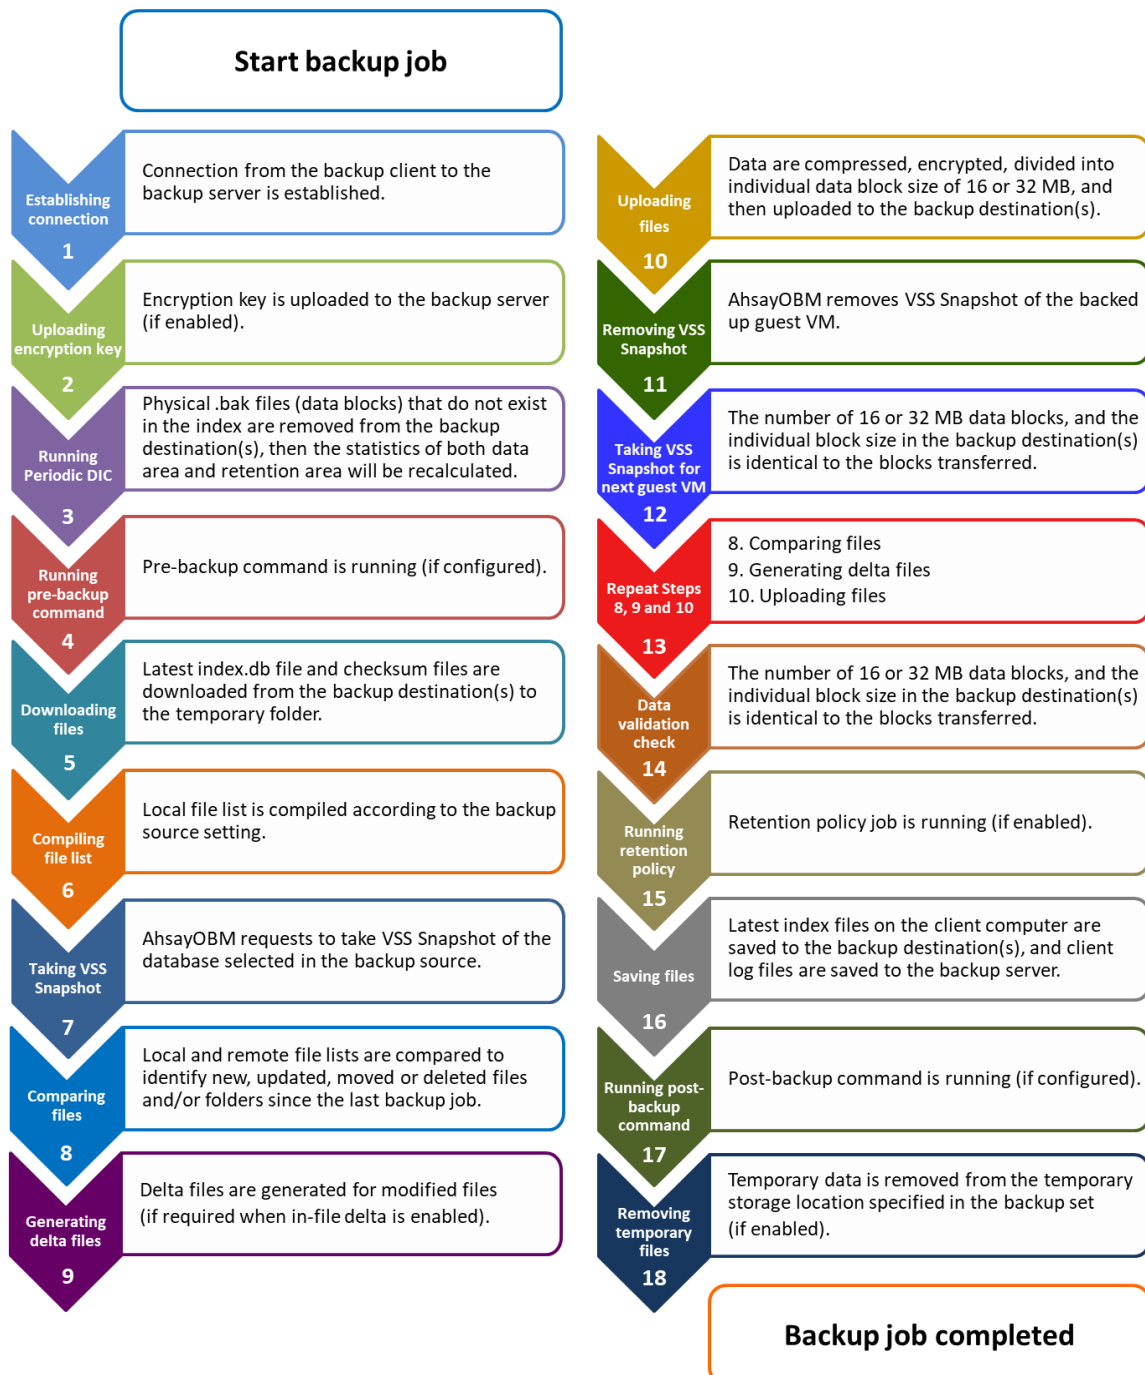 Start backup job
Establishing
connection
1
Connection from the backup client to the
backup server is established.
Uploading
encryption key
2
Encryption key is uploaded to the backup server
(if enabled).
Running
Periodic DIC
3
Physical .bak files (data blocks) that do not exist
in the index are removed from the backup
destination(s), then the statistics of both data
area and retention area will be recalculated.
Running
pre-backup
command
4
Pre-backup command is running (if configured).
Downloading
files
5
Latest index.db file and checksum files are
downloaded from the backup destination(s) to
the temporary folder.
Compiling
file list
6
Local file list is compiled according to the backup
source setting.
Taking VSS
Snapshot
7
AhsayOBM requests to take VSS Snapshot of the
database selected in the backup source.
Comparing
files
8
Local and remote file lists are compared to
identify new, updated, moved or deleted files
and/or folders since the last backup job.
Generating
delta files
9
Delta files are generated for modified files
(if required when in-file delta is enabled).
Uploading
files
10
Data are compressed, encrypted, divided into
individual data block size of 16 or 32 MB, and
then uploaded to the backup destination(s).
Removing VSS
Snapshot
11
AhsayOBM removes VSS Snapshot of the backed
up guest VM.
Taking VSS
Snapshot for
next guest VM
12
The number of 16 or 32 MB data blocks, and the
individual block size in the backup destination(s)
is identical to the blocks transferred.
Repeat Steps
8, 9 and 10
13
8. Comparing files
9. Generating delta files
10. Uploading files
Data
validation
check
14
The number of 16 or 32 MB data blocks, and the
individual block size in the backup destination(s)
is identical to the blocks transferred.
Running
retention
policy
15
Retention policy job is running (if enabled).
Saving files
16
Latest index files on the client computer are
saved to the backup destination(s), and client
log files are saved to the backup server.
Running post-
backup
command
17
Post-backup command is running (if configured).
Removing
temporary
files
18
Temporary data is removed from the temporary
storage location specified in the backup set
(if enabled).
Backup job completed